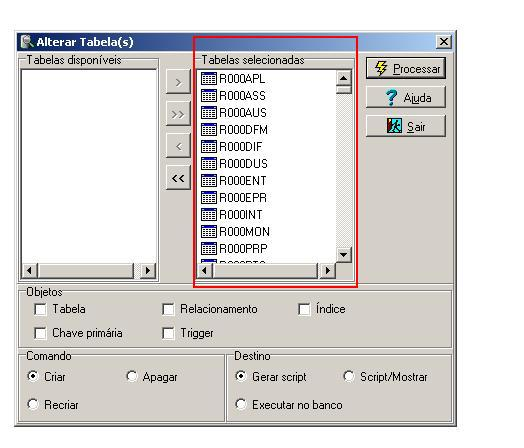 Alterar Tabela(s)
Tabelas disponíveis
Tabelas selecionadas
R000APL
R000ASS
R000AUS
R000DFM
R000DIF
R000DUS
R000ENT
R000EPR
R000INT
R000MON
R000PRP
>
>>
<
<<
Processar
Ajuda
Sair
Objetos
Tabela
Relacionamento
Índice
Chave primária
Trigger
Comando
Criar
Apagar
Recriar
Destino
Gerar script
Script/Mostrar
Executar no banco